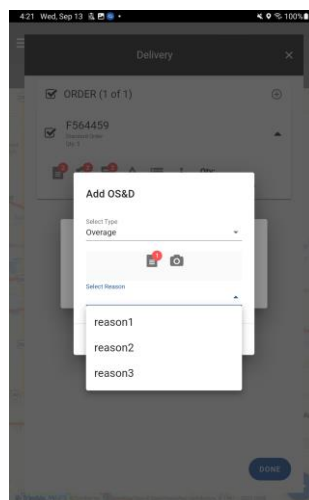 4:21 Wed, Sep 13
100%
Delivery
ORDER (1 of 1)
F564459
Add OS&D
Select Type
Overage
Select Reason
reason1
reason2
reason3
DONE